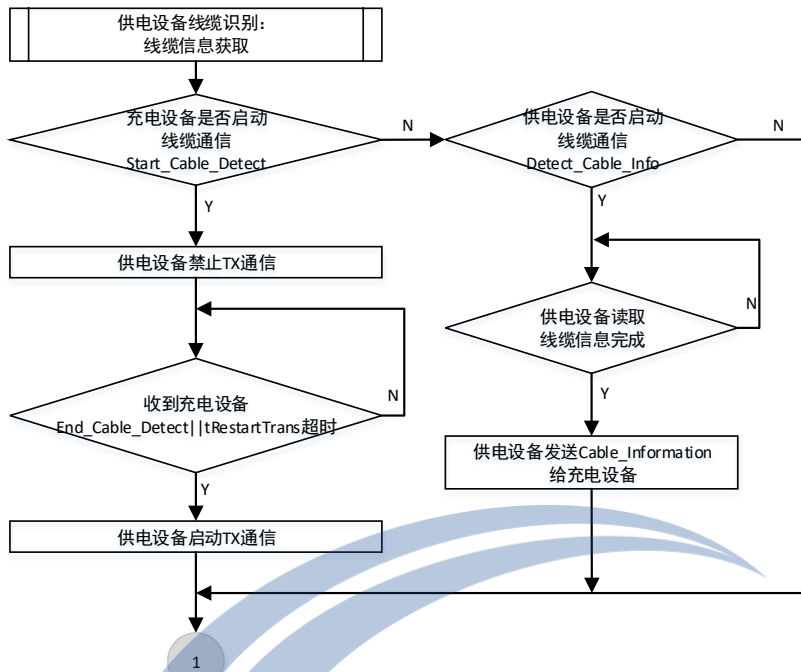 供电设备线缆识别：
线缆信息获取
充电设备是否启动
线缆通信
Start_Cable_Detect
N
供电设备是否启动
线缆通信
Detect_Cable_Info
N
Y
Y
供电设备禁止TX通信
供电设备读取
线缆信息完成
N
收到充电设备
End_Cable_Detect||tRestartTrans超时
N
Y
供电设备发送Cable_Information
给充电设备
Y
供电设备启动TX通信
1